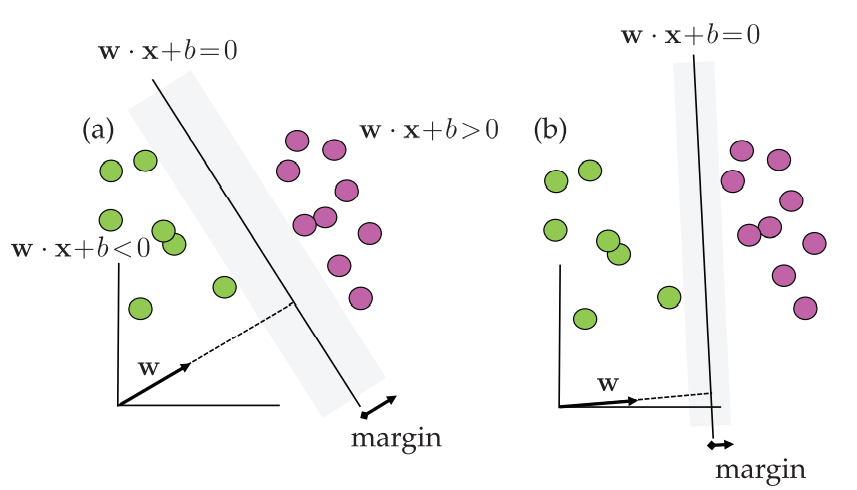 w · x+b=0
(a)
w · x+b>0
w · x+b<0
w
margin
w · x+b=0
(b)
w
margin